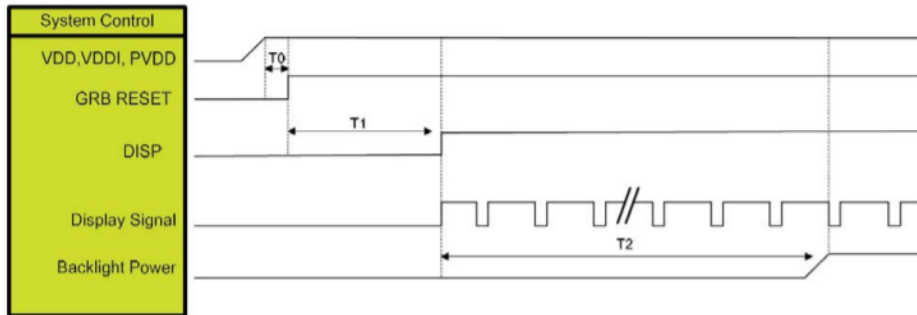 System Control
VDD,VDDI, PVDD
T0
GRB RESET
T1
DISP
Display Signal
T2
Backlight Power